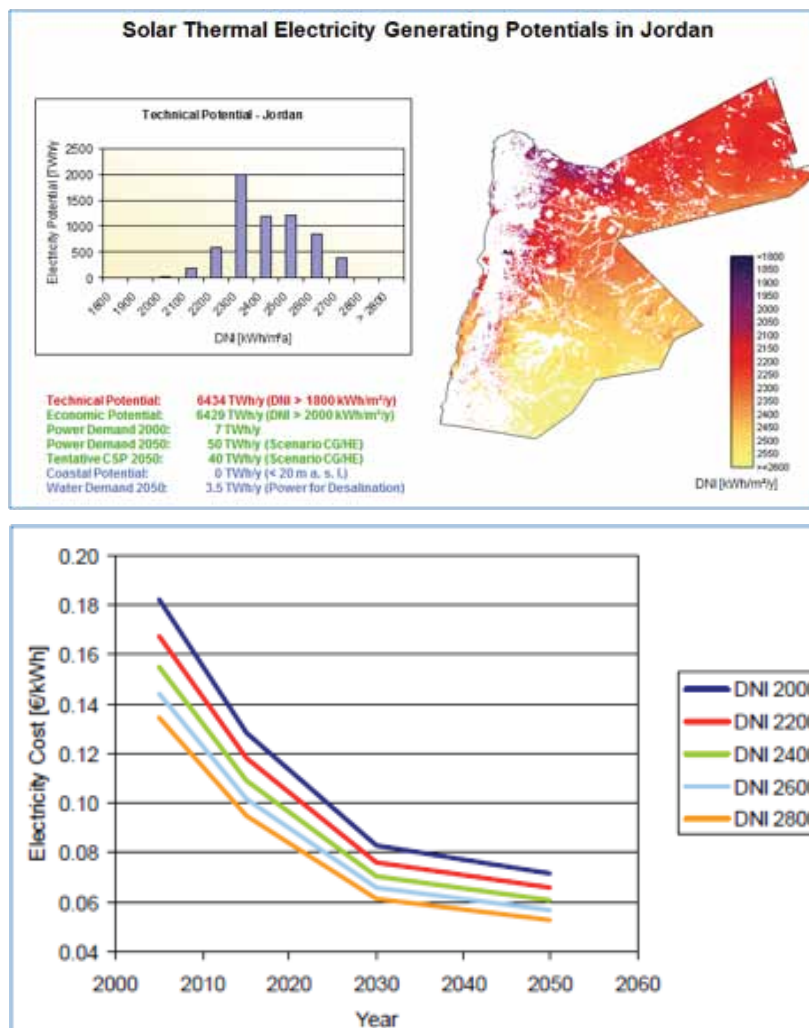 Solar Thermal Electricity Generating Potentials in Jordan
Technical Potential - Jordan
Electricity Potential [TWh/y]
2500
2000
1500
1000
500
0
1800
1900
2000
2100
2200
2300
2400
2500
2600
2700
2800
> 2800
DNI [kWh/m²a]
Technical Potential: 6434 TWh/y (DNI > 1800 kWh/m²/y)
Economic Potential: 6429 TWh/y (DNI > 2000 kWh/m²/y)
Power Demand 2000: 7 TWh/y
Power Demand 2050: 50 TWh/y (Scenario CG/HE)
Tentative CSP 2050: 40 TWh/y (Scenario CG/HE)
Coastal Potential: 0 TWh/y (< 20 m a. s. l.)
Water Demand 2050: 3.5 TWh/y (Power for Desalination)
<1800
1850
1900
1950
2000
2050
2100
2150
2200
2250
2300
2350
2400
2450
2500
2550
>=2600
DNI [kWh/m²/y]
Electricity Cost [€/kWh]
0.20
0.18
0.16
0.14
0.12
0.10
0.08
0.06
0.04
2000 2010 2020 2030 2040 2050 2060
Year
DNI 2000
DNI 2200
DNI 2400
DNI 2600
DNI 2800